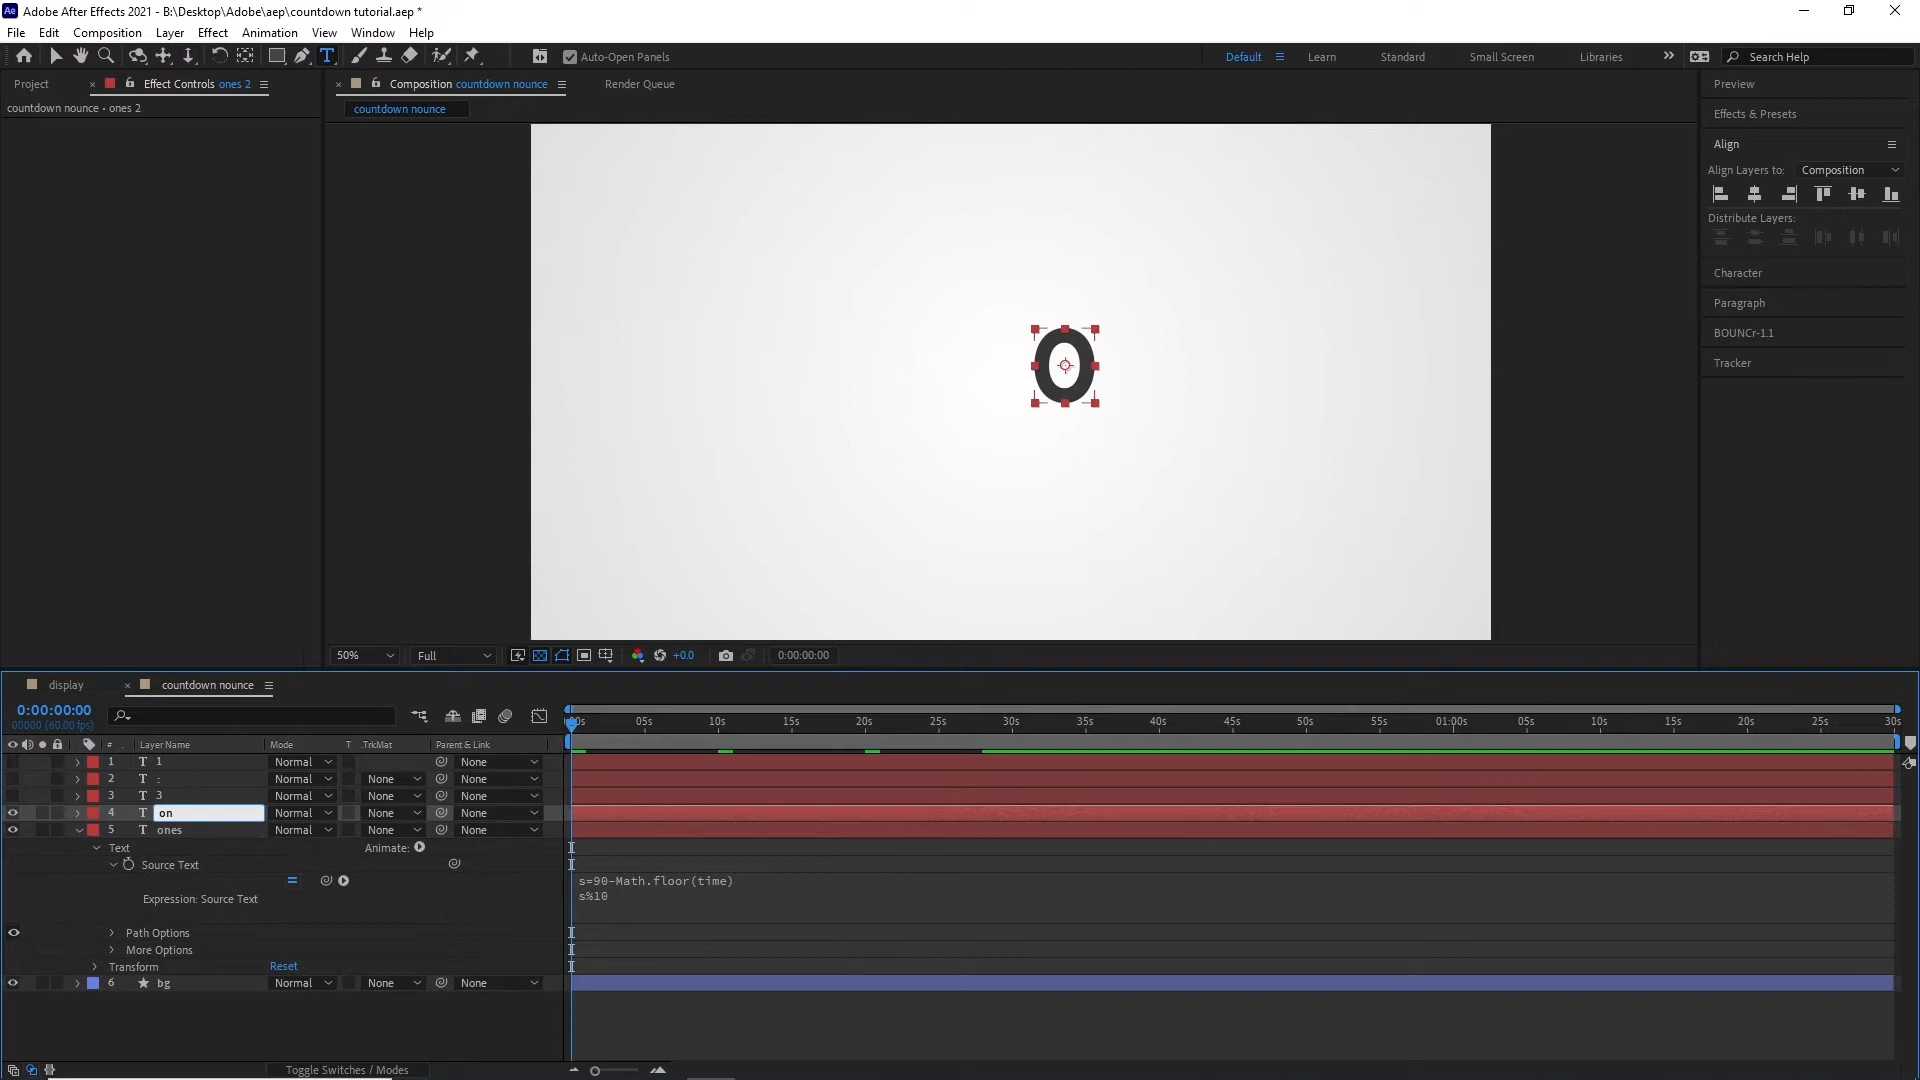 Adobe After Effects 2021 - B:\Desktop\Adobe\aep\countdown tutorial.aep *
File Edit Composition Layer Effect Animation View Window Help
Auto-Open Panels Default Learn Standard Small Screen Libraries Search Help
Project Effect Controls ones 2 Composition countdown nounce Render Queue Preview
countdown nounce • ones 2
countdown nounce
Effects & Presets
Align
Align Layers to: Composition
Distribute Layers:
Character
Paragraph
BOUNCr-1.1
Tracker
0
50% Full +0.0 0:00:00:00
display countdown nounce
0:00:00:00
00000 (60.00 fps)
00s 05s 10s 15s 20s 25s 30s 35s 40s 45s 50s 55s 01:00s 05s 10s 15s 20s 25s 30s
# Layer Name Mode T .TrkMat Parent & Link
1 T 1 Normal None
2 T : Normal None None
3 T 3 Normal None None
4 T on Normal None None
5 T ones Normal None None
Text Animate:
Source Text
s=90-Math.floor(time)
s%10
Expression: Source Text
Path Options
More Options
Transform Reset
6 bg Normal None None
Toggle Switches / Modes